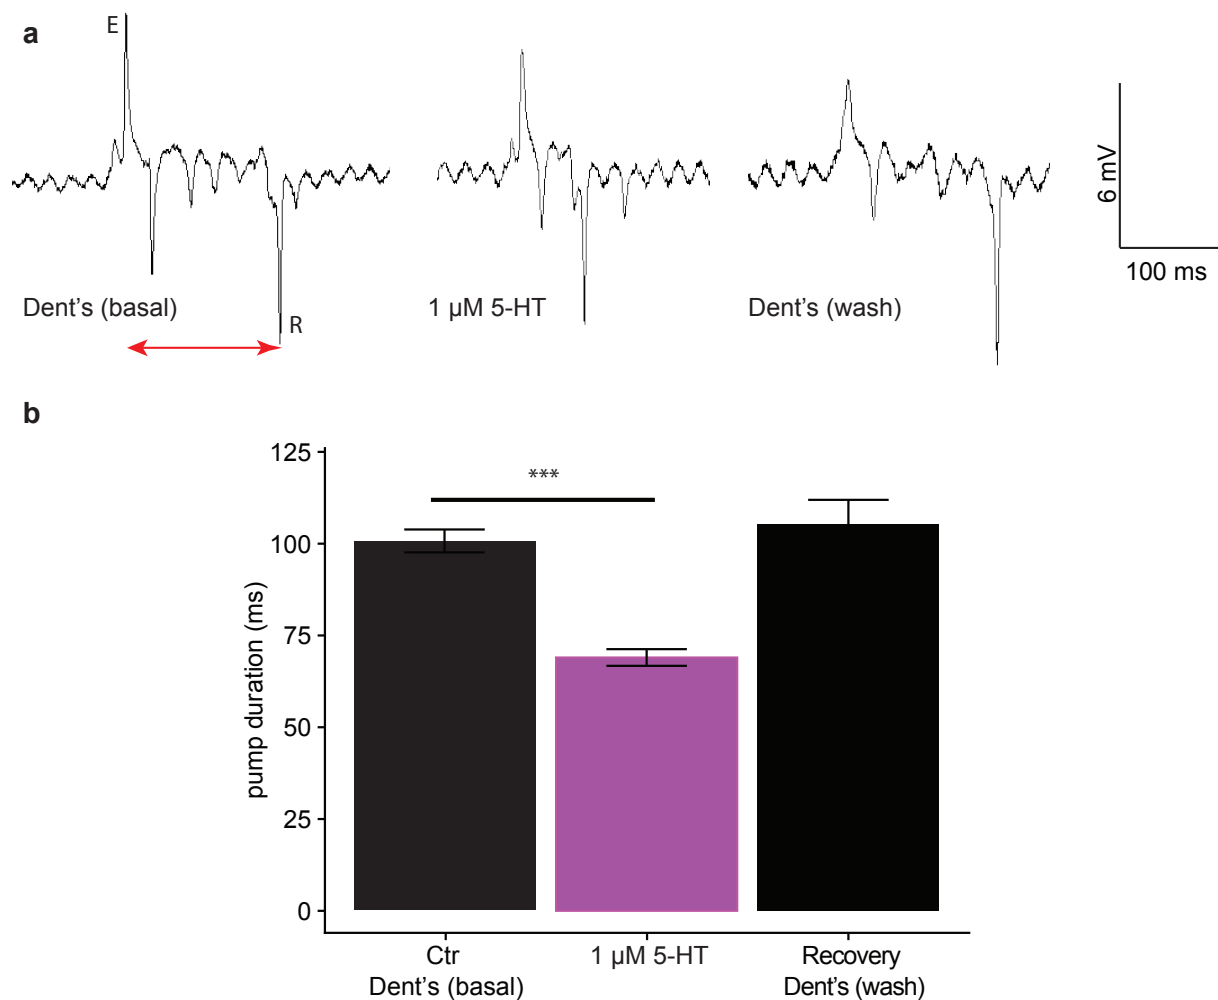 a
E
6 mV
100 ms
Dent's (basal)
1 µM 5-HT
Dent's (wash)
R
b
125
***
100
75
50
25
0
pump duration (ms)
Ctr
Dent's (basal)
1 µM 5-HT
Recovery
Dent's (wash)